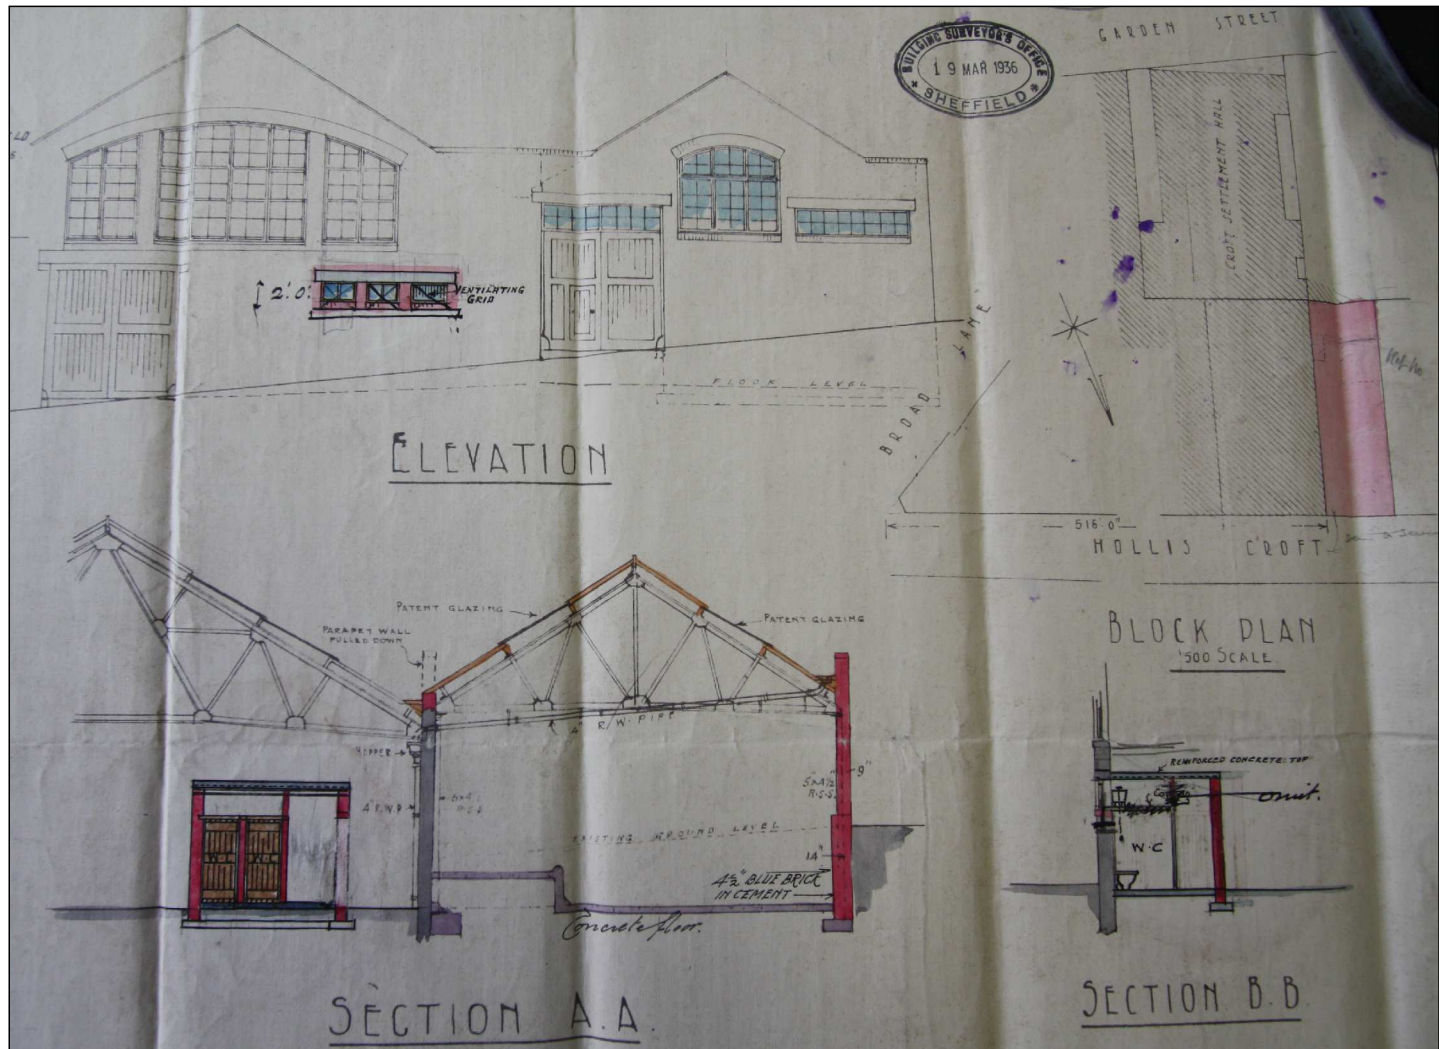 BUILDING SURVEYOR'S OFFICE
19 MAR 1936
SHEFFIELD
GARDEN STREET
CROFT SETTLEMENT HALL
2'.0"
VENTILATING
GRID
FLOOR LEVEL
BROAD LANE
ELEVATION
516.0"
HOLLIS CROFT
BLOCK PLAN
'500 SCALE
PATENT GLAZING
PATENT GLAZING
PARAPET WALL
PULLED DOWN
4" R/W. PIPE
HOPPER
9"
5"x4½"
R.S.S.
R.S.S.
EXISTING GROUND LEVEL
14"
4½" BLUE BRICK
IN CEMENT
Concrete floor.
W.C
W.C
SECTION A.A.
REINFORCED CONCRETE TOP
omit.
W.C
SECTION B.B.